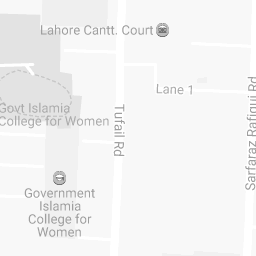 Lahore Cantt. Court
Lane 1
Govt Islamia
College for Women
Tufail Rd
Sarfaraz Rafiqui Rd
Government
Islamia
College for
Women